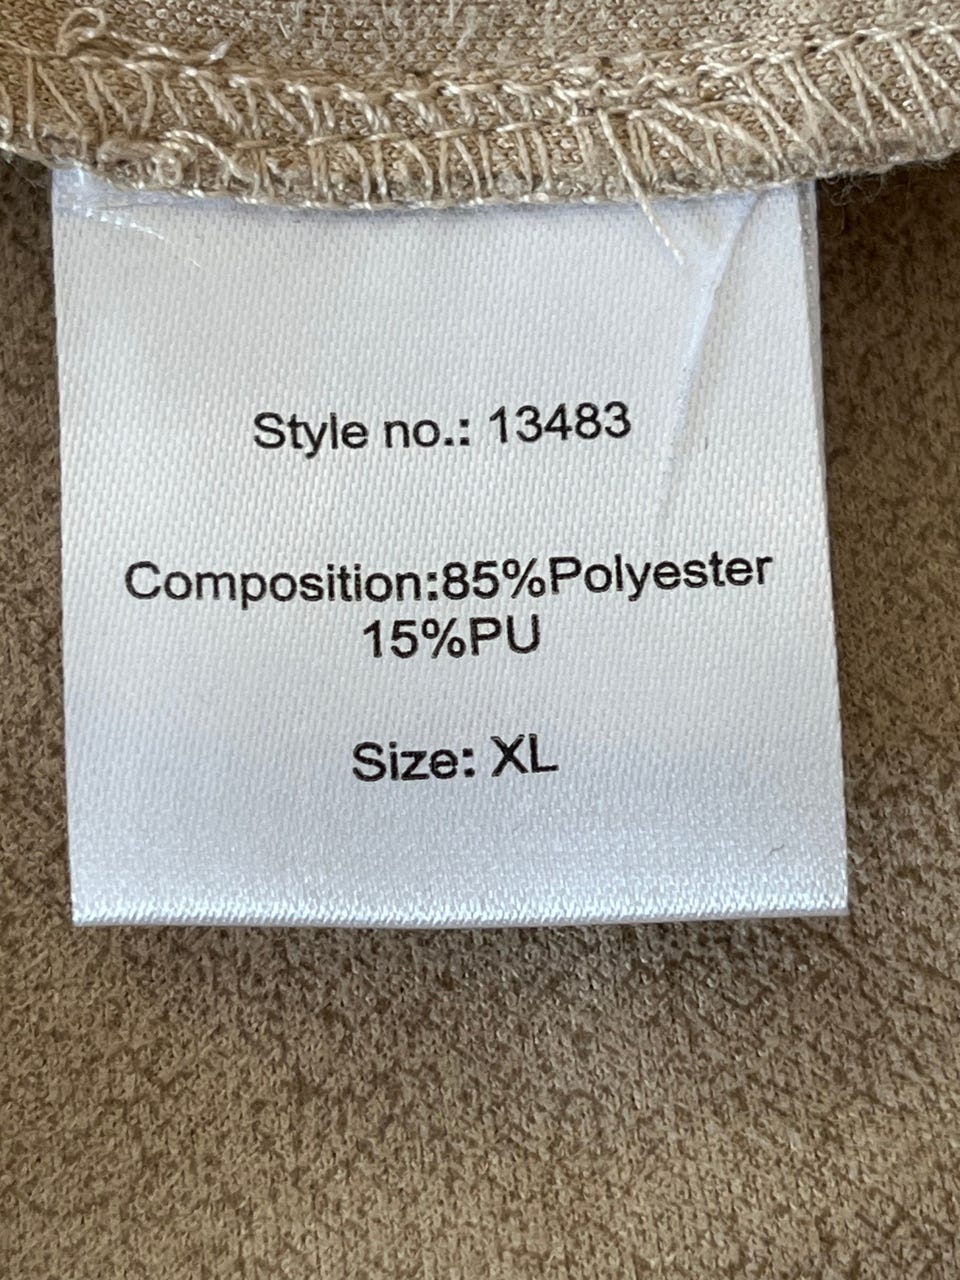 Style no.: 13483
Composition:85%Polyester
15%PU
Size: XL